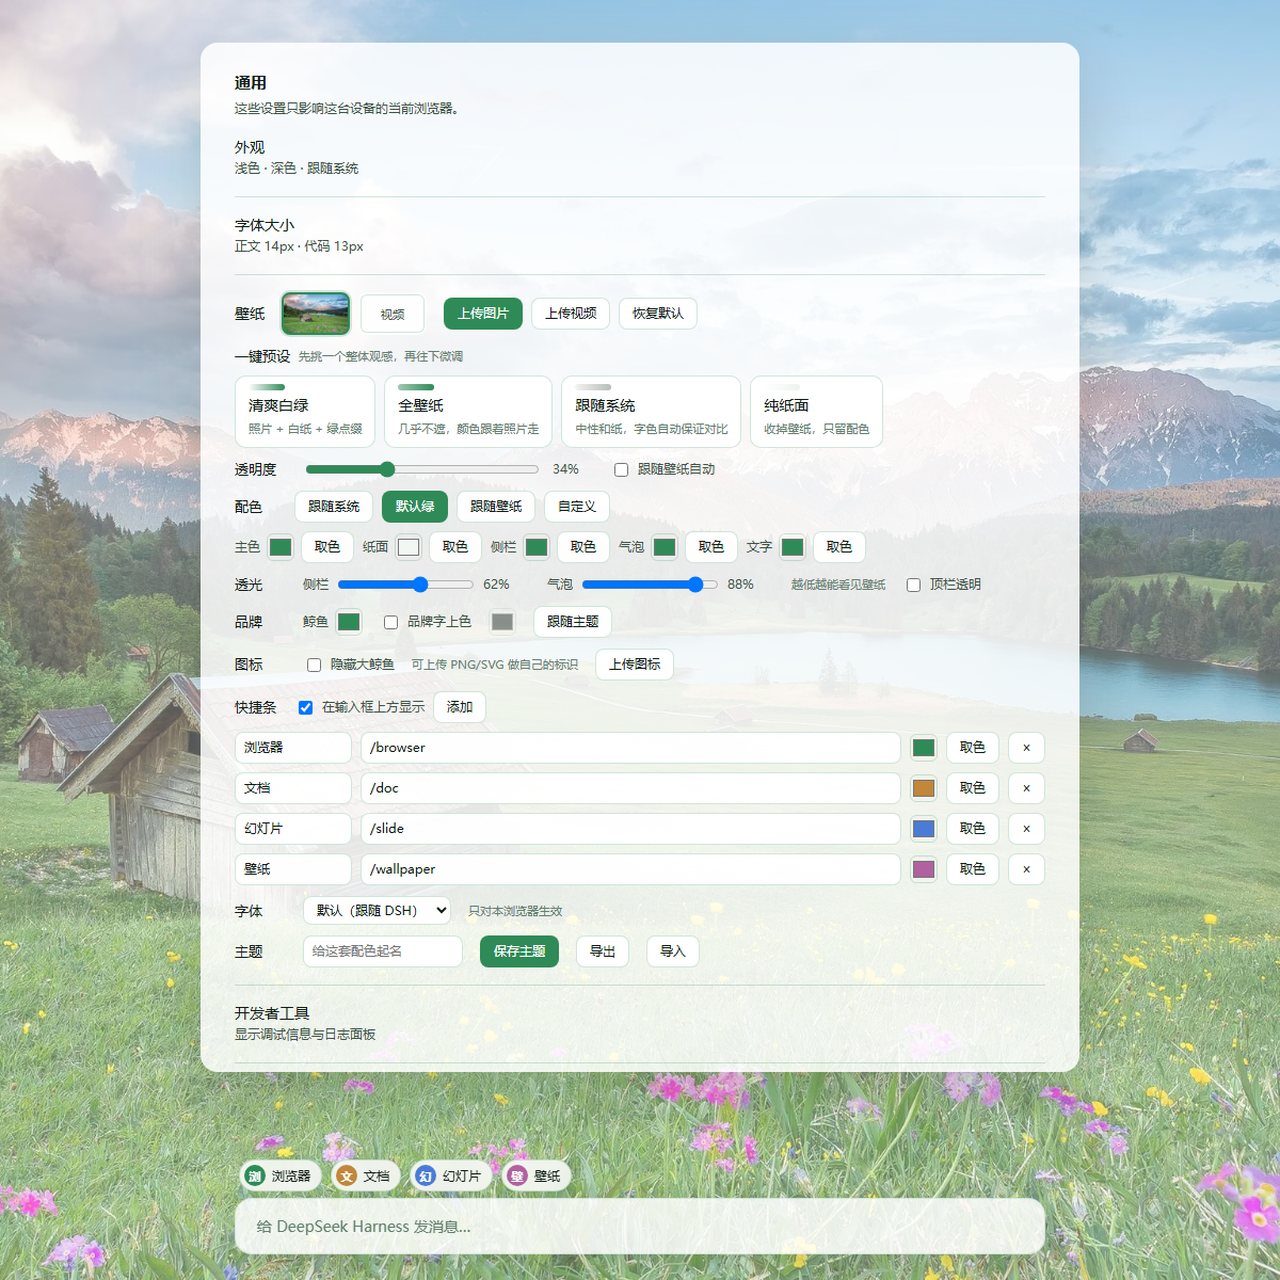 通用
这些设置只影响这台设备的当前浏览器。
外观
浅色 · 深色 · 跟随系统
字体大小
正文 14px · 代码 13px
壁纸 视频 上传图片 上传视频 恢复默认
一键预设 先挑一个整体观感，再往下微调
清爽白绿 全壁纸 跟随系统 纯纸面
照片 + 白纸 + 绿点缀 几乎不遮，颜色跟着照片走 中性和纸，字色自动保证对比 收掉壁纸，只留配色
透明度 34% 跟随壁纸自动
配色 跟随系统 默认绿 跟随壁纸 自定义
主色 取色 纸面 取色 侧栏 取色 气泡 取色 文字 取色
透光 侧栏 62% 气泡 88% 越低越能看见壁纸 顶栏透明
品牌 鲸鱼 品牌字上色 跟随主题
图标 隐藏大鲸鱼 可上传 PNG/SVG 做自己的标识 上传图标
快捷条 在输入框上方显示 添加
浏览器 /browser 取色 ×
文档 /doc 取色 ×
幻灯片 /slide 取色 ×
壁纸 /wallpaper 取色 ×
字体 默认（跟随 DSH） 只对本浏览器生效
主题 给这套配色起名 保存主题 导出 导入
开发者工具
显示调试信息与日志面板
浏 浏览器 文 文档 幻 幻灯片 壁 壁纸
给 DeepSeek Harness 发消息...